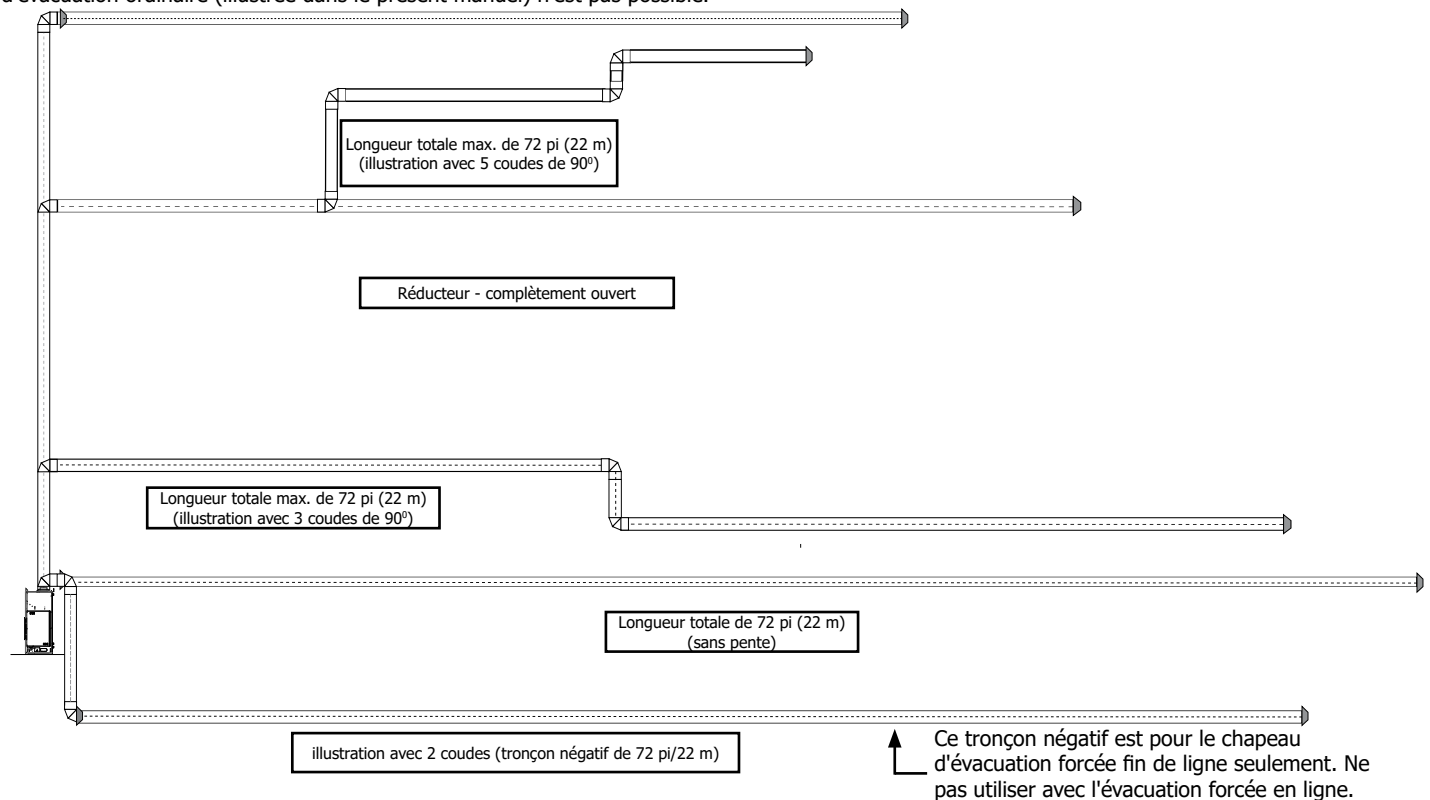 d'évacuation ordinaire (illustrée dans le présent manuel) n'est pas possible.
Longueur totale max. de 72 pi (22 m)
(illustration avec 5 coudes de 90⁰)
Réducteur - complètement ouvert
Longueur totale max. de 72 pi (22 m)
(illustration avec 3 coudes de 90⁰)
Longueur totale de 72 pi (22 m)
(sans pente)
illustration avec 2 coudes (tronçon négatif de 72 pi/22 m)
Ce tronçon négatif est pour le chapeau
d'évacuation forcée fin de ligne seulement. Ne
pas utiliser avec l'évacuation forcée en ligne.